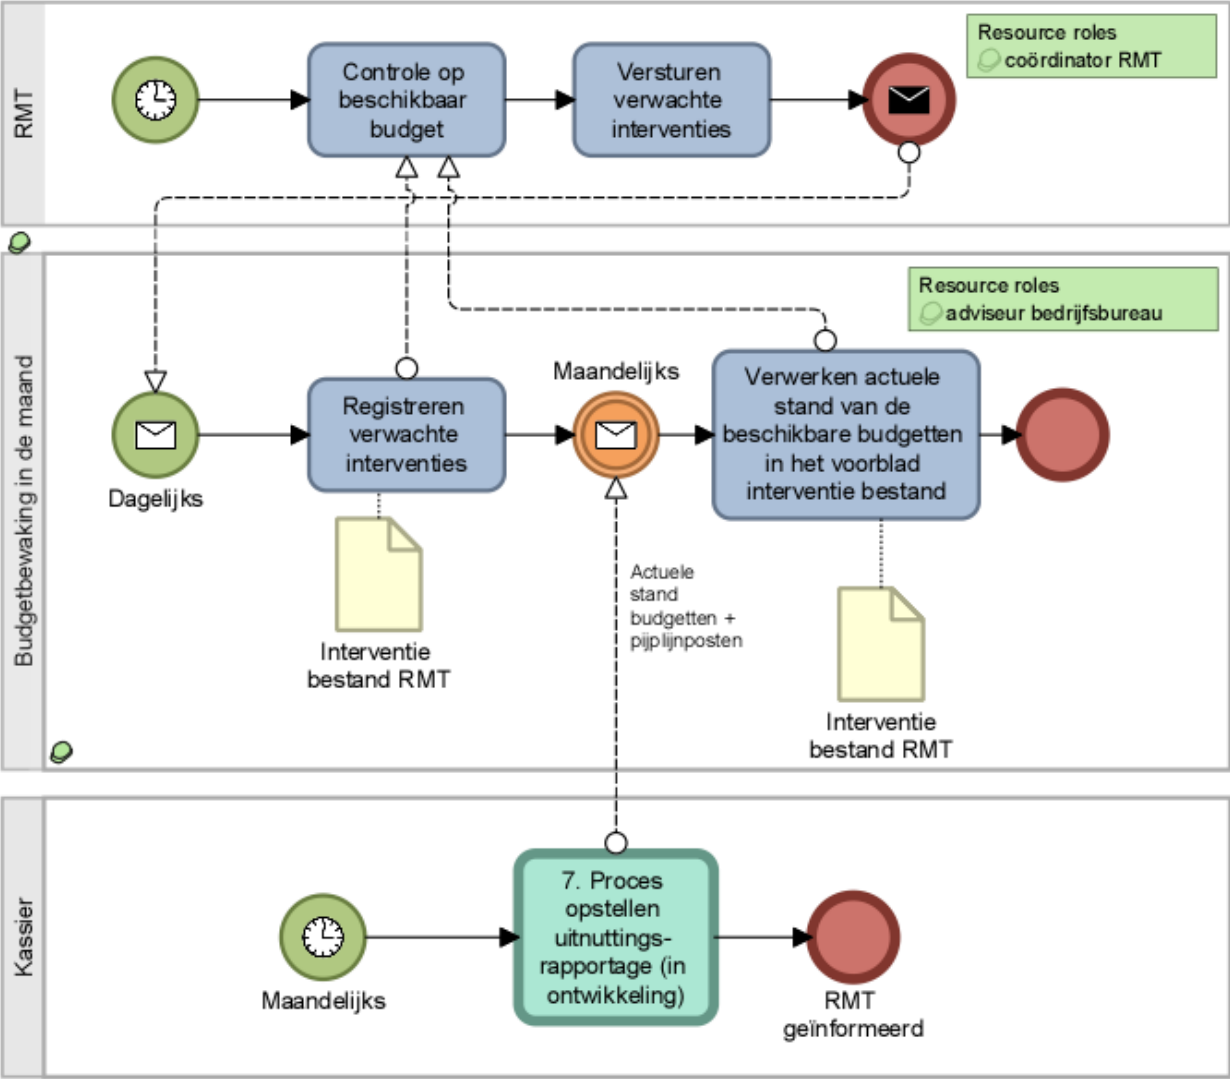 RMT
Controle op
beschikbaar
budget
Versturen
verwachte
interventies
Resource roles
coördinator RMT
Budgetbewaking in de maand
Resource roles
adviseur bedrijfsbureau
Dagelijks
Registreren
verwachte
interventies
Interventie
bestand RMT
Maandelijks
Actuele
stand
budgetten +
pijplijnposten
Verwerken actuele
stand van de
beschikbare budgetten
in het voorblad
interventie bestand
Interventie
bestand RMT
Kassier
Maandelijks
7. Proces
opstellen
uitnuttings-
rapportage (in
ontwikkeling)
RMT
geïnformeerd